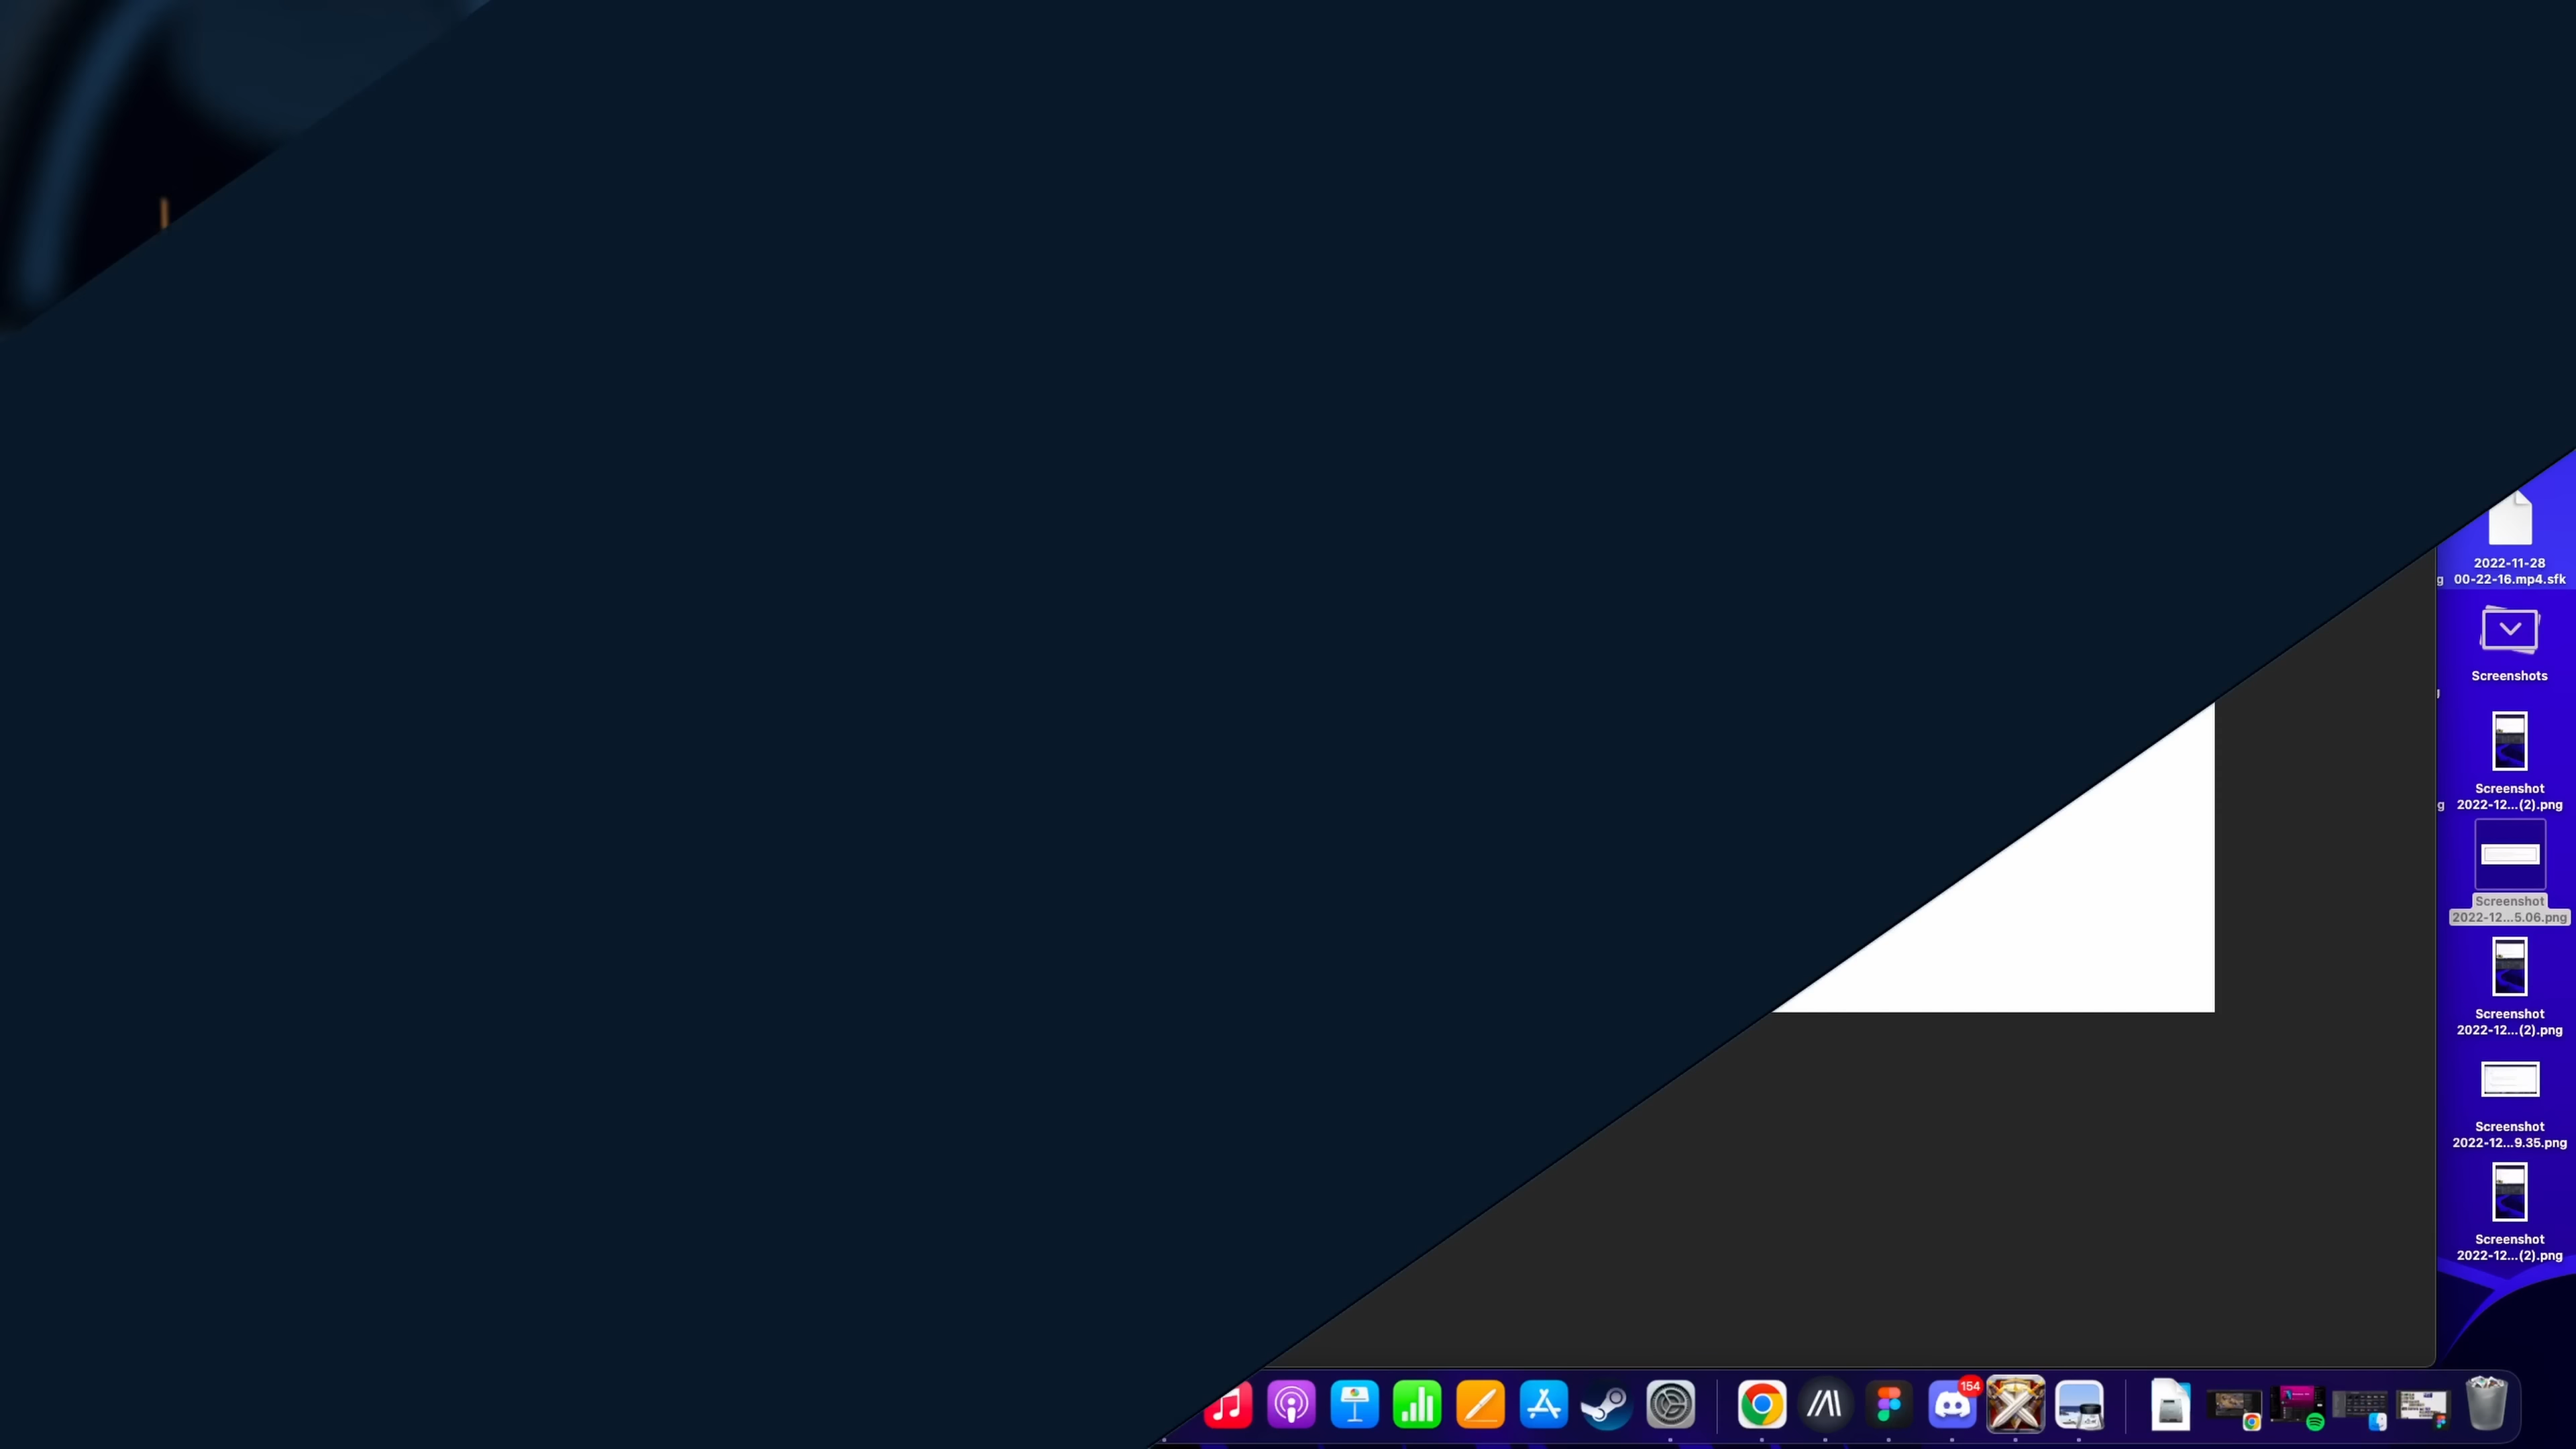 2022-11-28
00-22-16.mp4.sfk
Screenshots
Screenshot
2022-12...(2).png
Screenshot
2022-12...5.06.png
Screenshot
2022-12...(2).png
Screenshot
2022-12...9.35.png
Screenshot
2022-12...(2).png
154